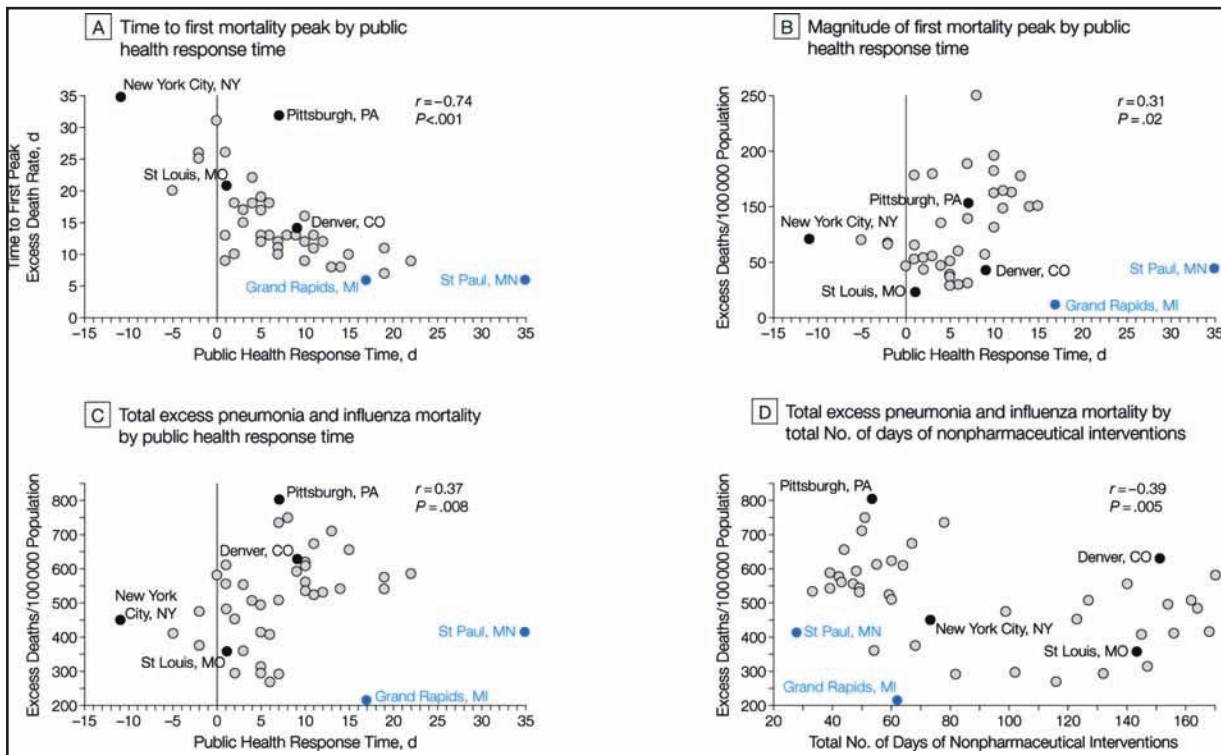 A Time to first mortality peak by public
health response time
New York City, NY
Pittsburgh, PA
r=−0.74
P<.001
St Louis, MO
Denver, CO
Grand Rapids, MI
St Paul, MN
Time to First Peak
Excess Death Rate, d
35
30
25
20
15
10
5
0
−15 −10 −5 0 5 10 15 20 25 30 35
Public Health Response Time, d
B Magnitude of first mortality peak by public
health response time
r=0.31
P=.02
Pittsburgh, PA
New York City, NY
Denver, CO
St Louis, MO
St Paul, MN
Grand Rapids, MI
Excess Deaths/100000 Population
250
200
150
100
50
250
−15 −10 −5 0 5 10 15 20 25 30 35
Public Health Response Time, d
C Total excess pneumonia and influenza mortality
by public health response time
Pittsburgh, PA
r=0.37
P=.008
Denver, CO
New York
City, NY
St Louis, MO
St Paul, MN
Grand Rapids, MI
Excess Deaths/100000 Population
800
700
600
500
400
300
200
−15 −10 −5 0 5 10 15 20 25 30 35
Public Health Response Time, d
D Total excess pneumonia and influenza mortality by
total No. of days of nonpharmaceutical interventions
Pittsburgh, PA
r=−0.39
P=.005
Denver, CO
St Paul, MN
New York City, NY
St Louis, MO
Grand Rapids, MI
Excess Deaths/100000 Population
800
700
600
500
400
300
200
20 40 60 80 100 120 140 160
Total No. of Days of Nonpharmaceutical Interventions